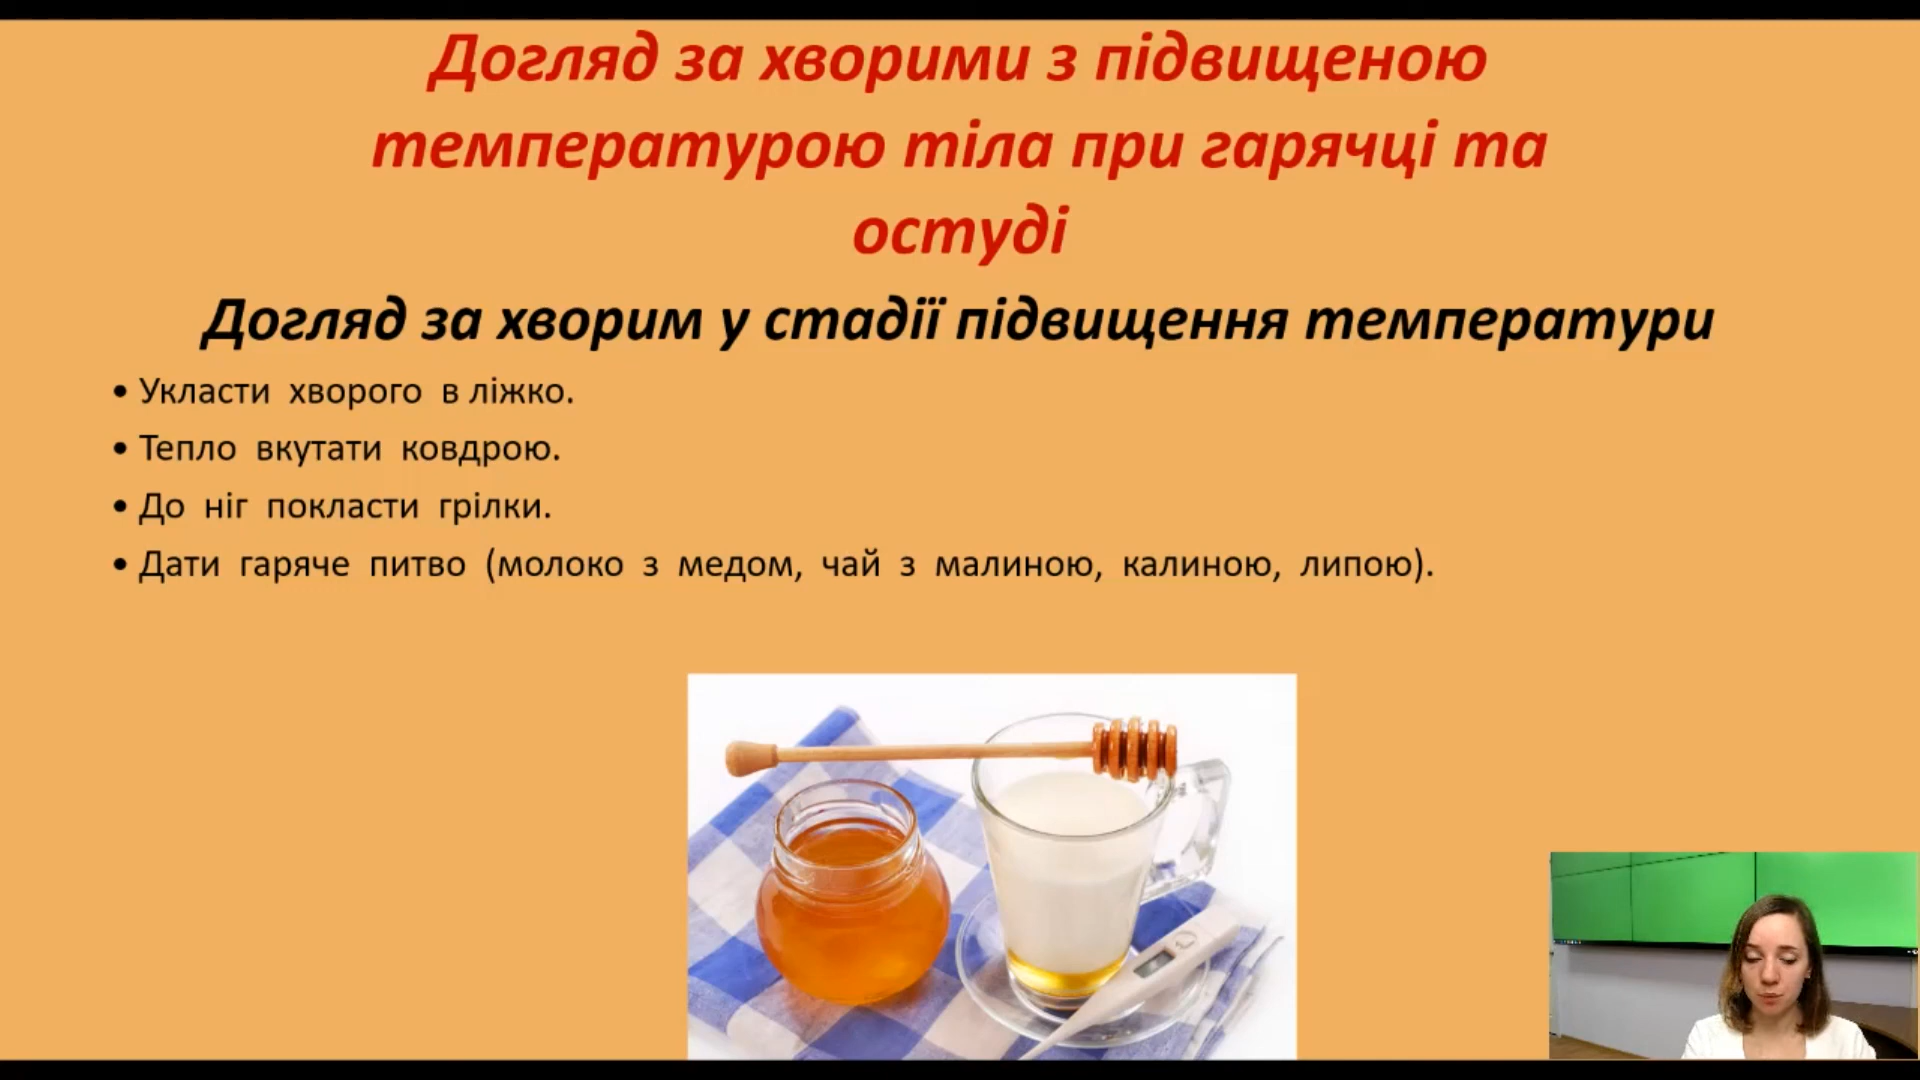 Догляд за хворими з підвищеною
температурою тіла при гарячці та
остуді
Догляд за хворим у стадії підвищення температури
• Укласти хворого в ліжко.
• Тепло вкутати ковдрою.
• До ніг покласти грілки.
• Дати гаряче питво (молоко з медом, чай з малиною, калиною, липою).